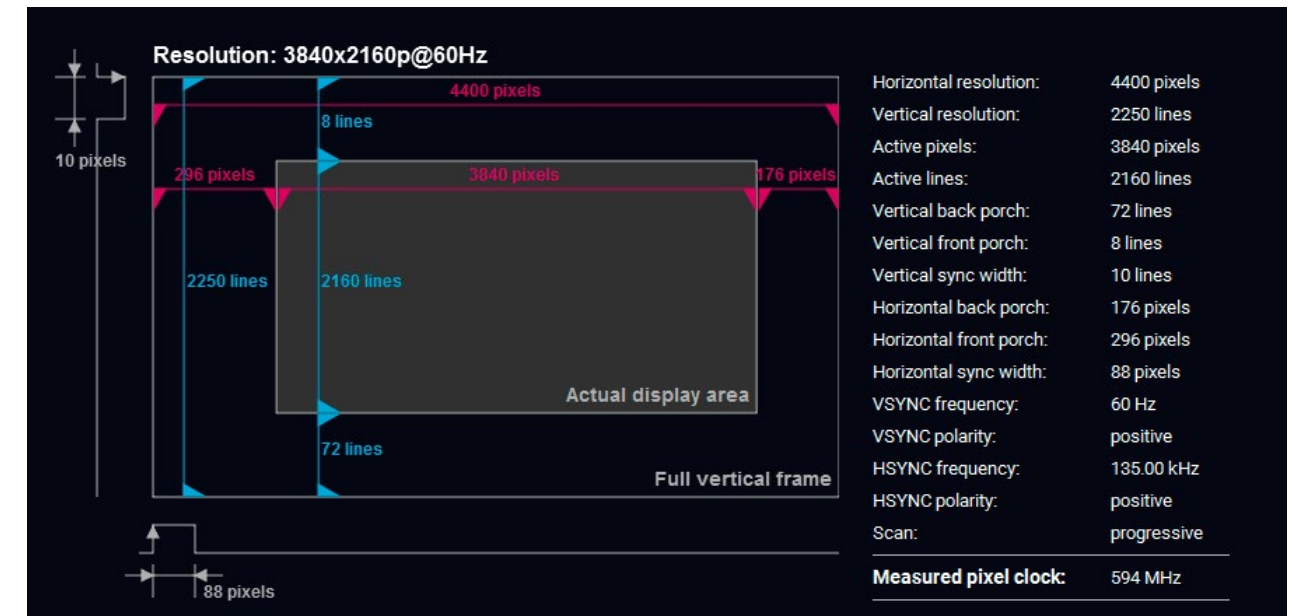 Resolution: 3840x2160p@60Hz
4400 pixels
8 lines
10 pixels
296 pixels
3840 pixels
176 pixels
2250 lines
2160 lines
Actual display area
72 lines
Full vertical frame
88 pixels
Horizontal resolution: 4400 pixels
Vertical resolution: 2250 lines
Active pixels: 3840 pixels
Active lines: 2160 lines
Vertical back porch: 72 lines
Vertical front porch: 8 lines
Vertical sync width: 10 lines
Horizontal back porch: 176 pixels
Horizontal front porch: 296 pixels
Horizontal sync width: 88 pixels
VSYNC frequency: 60 Hz
VSYNC polarity: positive
HSYNC frequency: 135.00 kHz
HSYNC polarity: positive
Scan: progressive
Measured pixel clock: 594 MHz